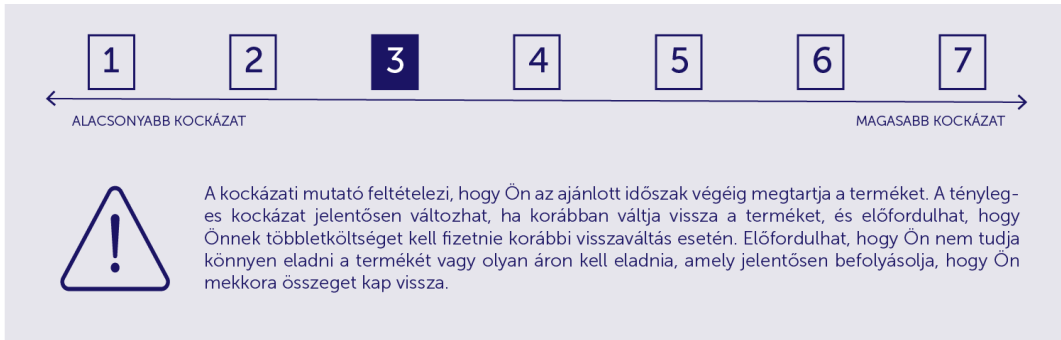 1 2 3 4 5 6 7
ALACSONYABB KOCKÁZAT MAGASABB KOCKÁZAT
A kockázati mutató feltételezi, hogy Ön az ajánlott időszak végéig megtartja a terméket. A tényleg-
es kockázat jelentősen változhat, ha korábban váltja vissza a terméket, és előfordulhat, hogy
Önnek többletköltséget kell fizetnie korábbi visszaváltás esetén. Előfordulhat, hogy Ön nem tudja
könnyen eladni a termékét vagy olyan áron kell eladnia, amely jelentősen befolyásolja, hogy Ön
mekkora összeget kap vissza.